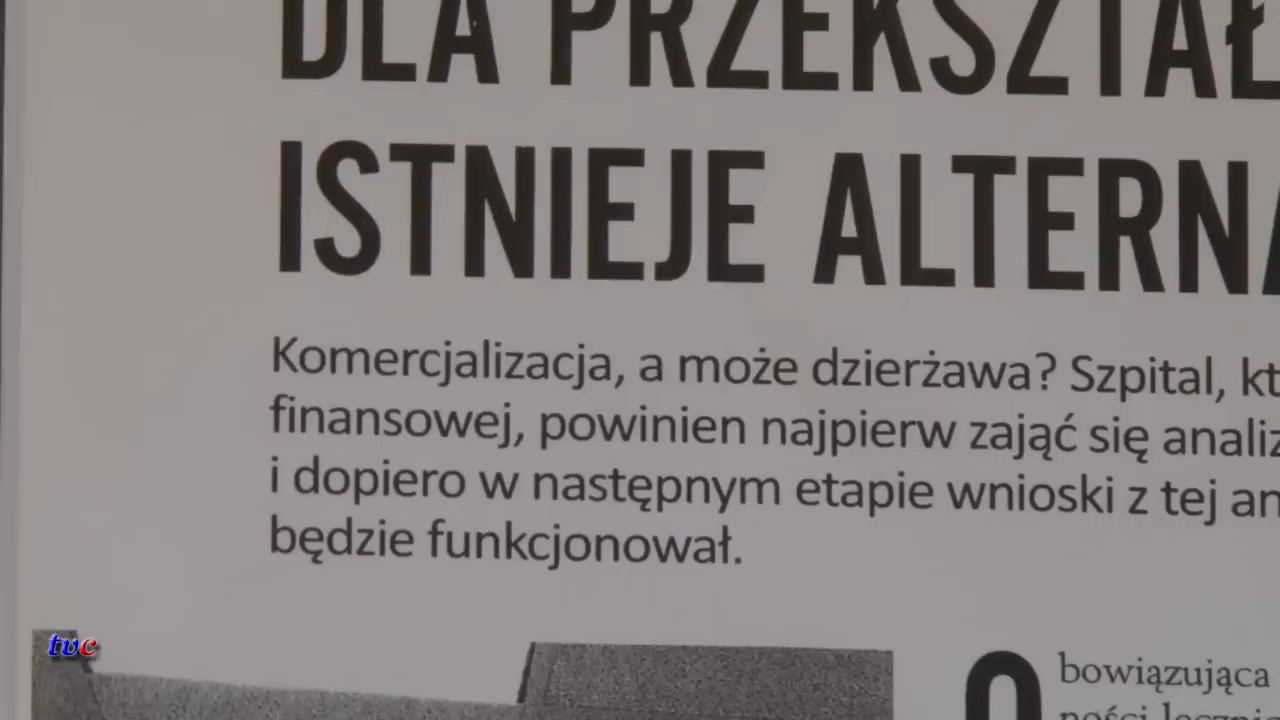 DLA PRZEKSZTAŁ
ISTNIEJE ALTERNA
Komercjalizacja, a może dzierżawa? Szpital, kt
finansowej, powinien najpierw zająć się analiz
i dopiero w następnym etapie wnioski z tej an
będzie funkcjonował.
tvc
Obowiązująca